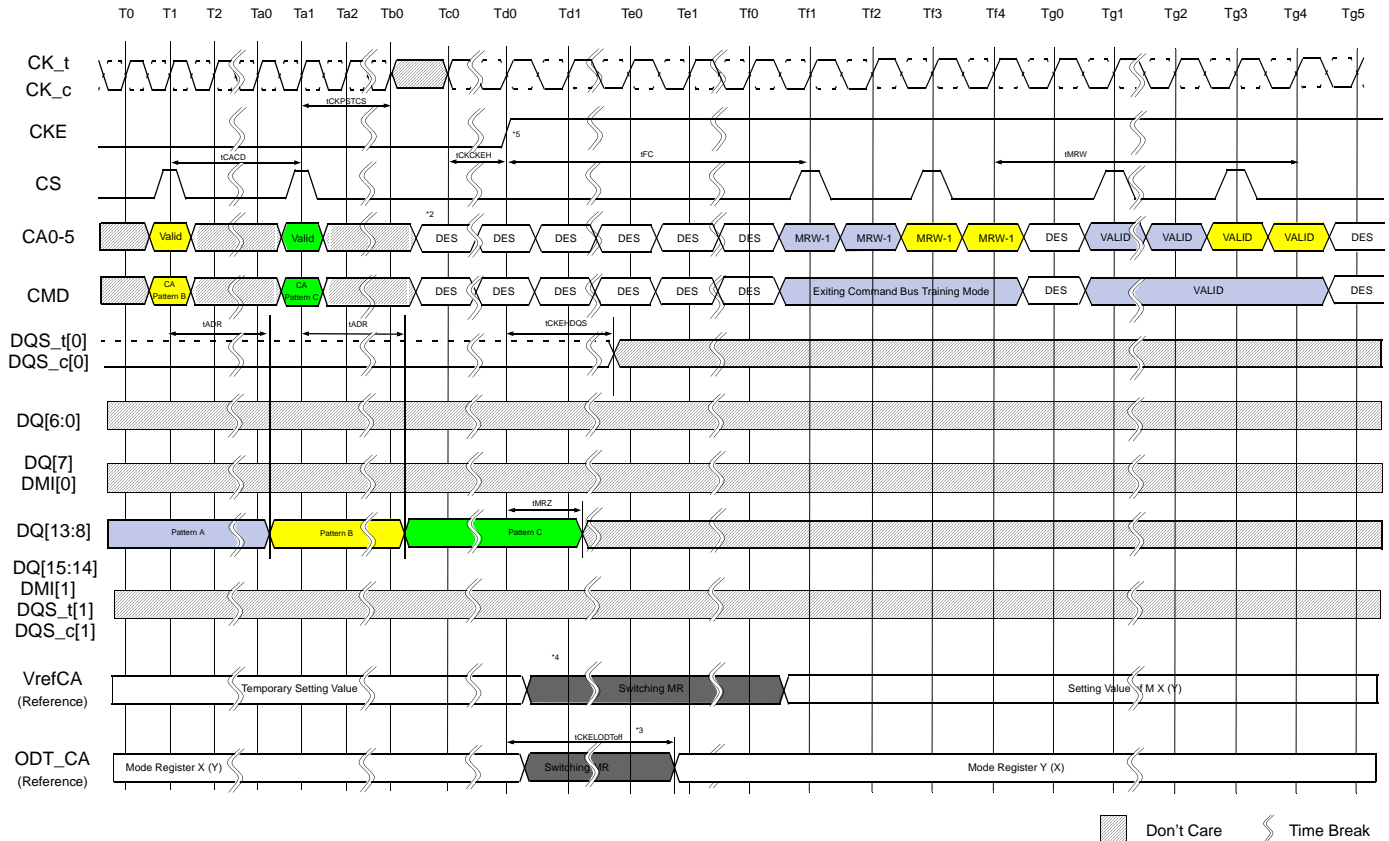 T0 T1 T2 Ta0 Ta1 Ta2 Tb0 Tc0 Td0 Td1 Te0 Te1 Tf0 Tf1 Tf2 Tf3 Tf4 Tg0 Tg1 Tg2 Tg3 Tg4 Tg5
CK_t
CK_c
tCKPSTCS
CKE
*5
tCACD tCKCKEH tFC tMRW
CS
*2
CA0-5 Valid Valid DES DES DES DES DES DES MRW-1 MRW-1 MRW-1 MRW-1 DES VALID VALID VALID VALID DES
CMD CA Pattern B CA Pattern C DES DES DES DES DES DES Exiting Command Bus Training Mode DES VALID DES
tADR tADR tCKEHDQS
DQS_t[0]
DQS_c[0]
DQ[6:0]
DQ[7]
DMI[0]
tMRZ
DQ[13:8] Pattern A Pattern B Pattern C
DQ[15:14]
DMI[1]
DQS_t[1]
DQS_c[1]
*4
VrefCA Temporary Setting Value Switching MR Setting Value of M X (Y)
(Reference)
tCKELODToff *3
ODT_CA Mode Register X (Y) Switching MR Mode Register Y (X)
(Reference)
Don't Care Time Break